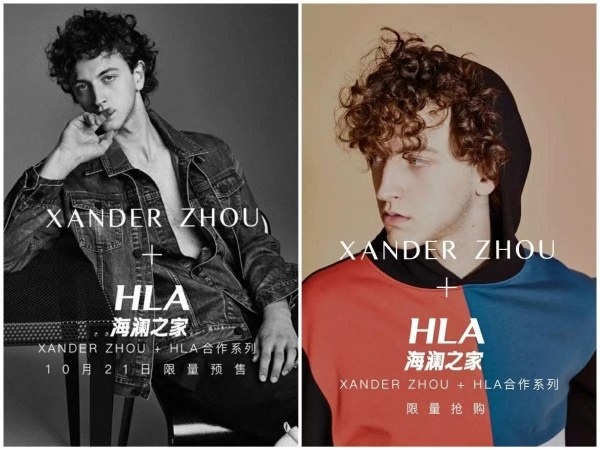 XANDER ZHOU
+
HLA
海澜之家
XANDER ZHOU + HLA合作系列
10月21日限量预售
XANDER ZHOU
+
HLA
海澜之家
XANDER ZHOU + HLA合作系列
限量抢购